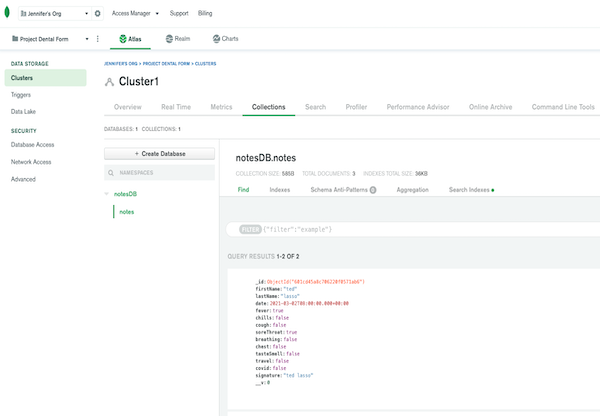 Jennifer's Org
Access Manager
Support
Billing
Project Dental Form
Atlas
Realm
Charts
DATA STORAGE
Clusters
Triggers
Data Lake
SECURITY
Database Access
Network Access
Advanced
JENNIFER'S ORG > PROJECT DENTAL FORM > CLUSTERS
Cluster1
Overview Real Time Metrics Collections Search Profiler Performance Advisor Online Archive Command Line Tools
DATABASES: 1 COLLECTIONS: 1
+ Create Database
NAMESPACES
notesDB
notes
notesDB.notes
COLLECTION SIZE: 585B TOTAL DOCUMENTS: 3 INDEXES TOTAL SIZE: 36KB
Find Indexes Schema Anti-Patterns 0 Aggregation Search Indexes
FILTER {"filter":"example"}
QUERY RESULTS 1-2 OF 2
firstName:"ted"
lastName:"lasso"
date:2021-03-02T08:00:00.000+00:00
fever:true
chills:false
cough:false
soreThroat:true
breathing:false
chest:false
tasteSmell:false
travel:false
covid:false
signature:"ted lasso"
__v:0